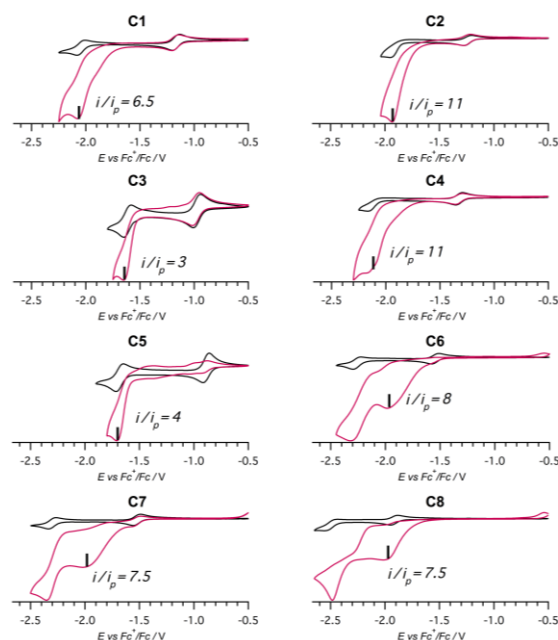 C1
i/ip = 6.5
-2.5 -2.0 -1.5 -1.0 -0.5
E vs Fc+/Fc / V
C2
i/ip = 11
-2.5 -2.0 -1.5 -1.0 -0.5
E vs Fc+/Fc / V
C3
i/ip = 3
-2.5 -2.0 -1.5 -1.0 -0.5
E vs Fc+/Fc / V
C4
i/ip = 11
-2.5 -2.0 -1.5 -1.0 -0.5
E vs Fc+/Fc / V
C5
i/ip = 4
-2.5 -2.0 -1.5 -1.0 -0.5
E vs Fc+/Fc / V
C6
i/ip = 8
-2.5 -2.0 -1.5 -1.0 -0.5
E vs Fc+/Fc / V
C7
i/ip = 7.5
-2.5 -2.0 -1.5 -1.0 -0.5
E vs Fc+/Fc / V
C8
i/ip = 7.5
-2.5 -2.0 -1.5 -1.0 -0.5
E vs Fc+/Fc / V